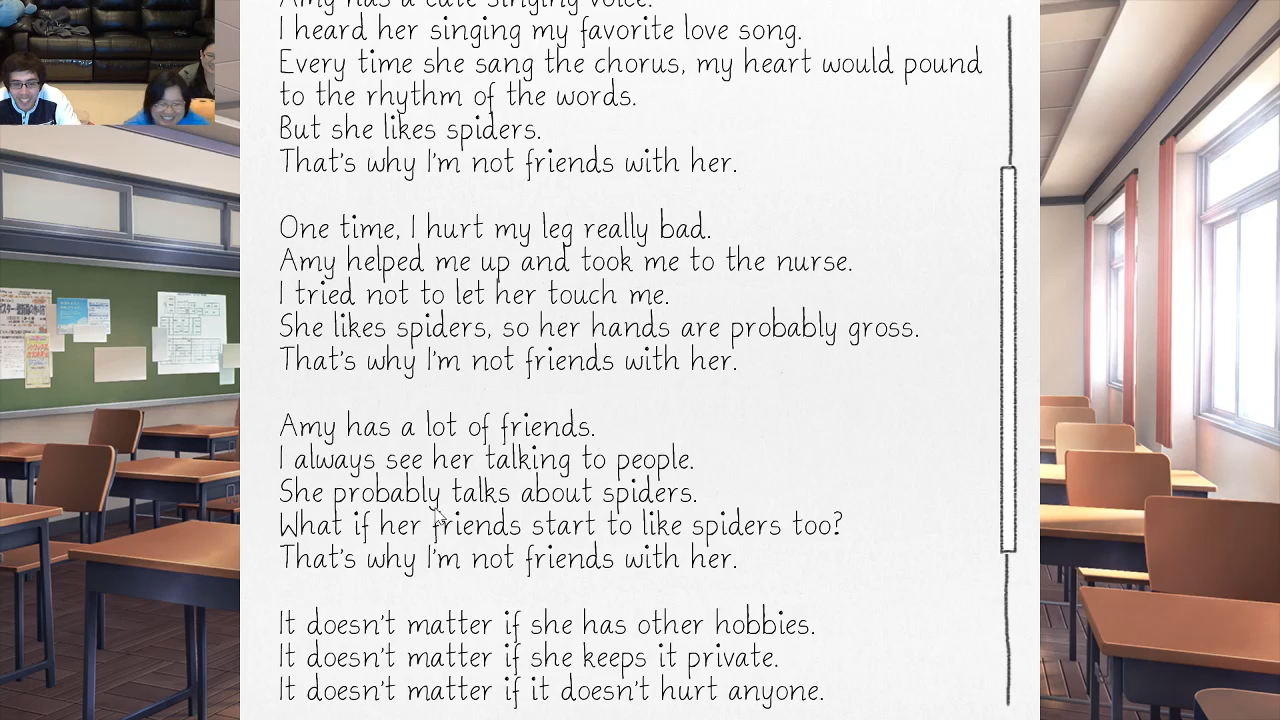 Amy has a cute singing voice.
I heard her singing my favorite love song.
Every time she sang the chorus, my heart would pound
to the rhythm of the words.
But she likes spiders.
That's why I'm not friends with her.
One time, I hurt my leg really bad.
Amy helped me up and took me to the nurse.
I tried not to let her touch me.
She likes spiders, so her hands are probably gross.
That's why I'm not friends with her.
Amy has a lot of friends.
I always see her talking to people.
She probably talks about spiders.
What if her friends start to like spiders too?
That's why I'm not friends with her.
It doesn't matter if she has other hobbies.
It doesn't matter if she keeps it private.
It doesn't matter if it doesn't hurt anyone.